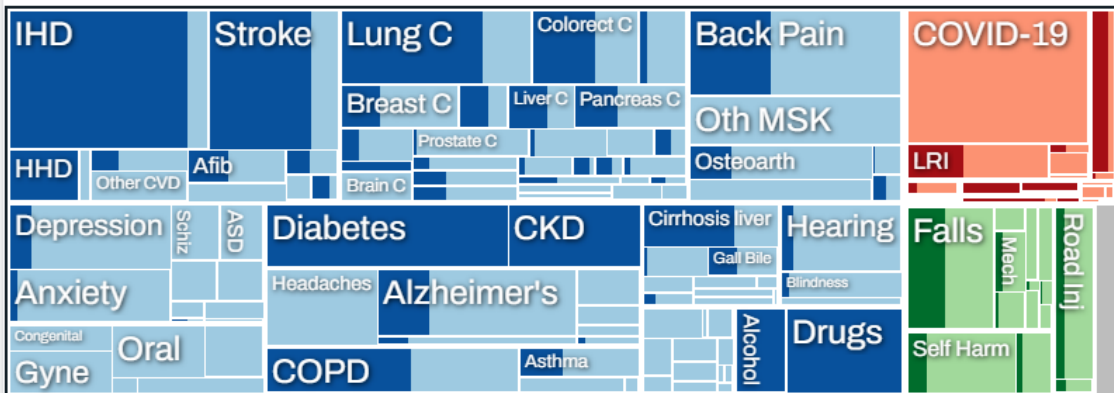 IHD
Stroke
HHD
Other CVD
Afib
Lung C
Colorect C
Breast C
Liver C
Pancreas C
Prostate C
Brain C
Back Pain
Oth MSK
Osteoarth
COVID-19
LRI
Depression
Schiz
ASD
Anxiety
Congenital
Gyne
Oral
Diabetes
CKD
Headaches
Alzheimer's
COPD
Asthma
Cirrhosis liver
Gall Bile
Hearing
Blindness
Alcohol
Drugs
Falls
Mech
Road Inj
Self Harm